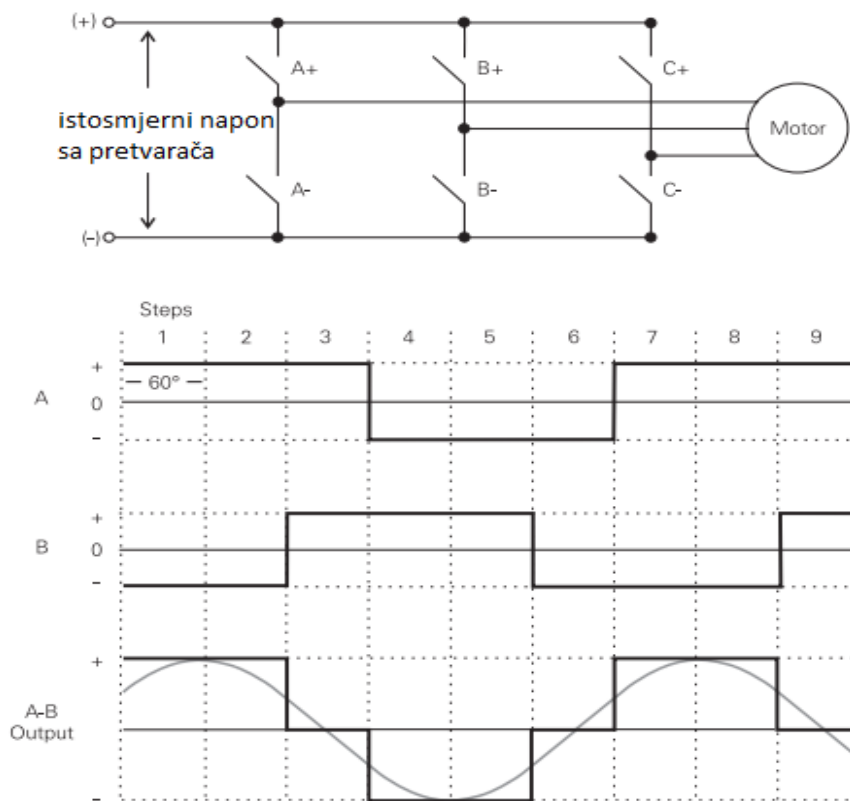 (+)
A+
B+
C+
istosmjerni napon
sa pretvarača
Motor
A-
B-
C-
(–)
Steps
1 2 3 4 5 6 7 8 9
+
60°
A 0
–
+
B 0
–
+
A-B
Output
–